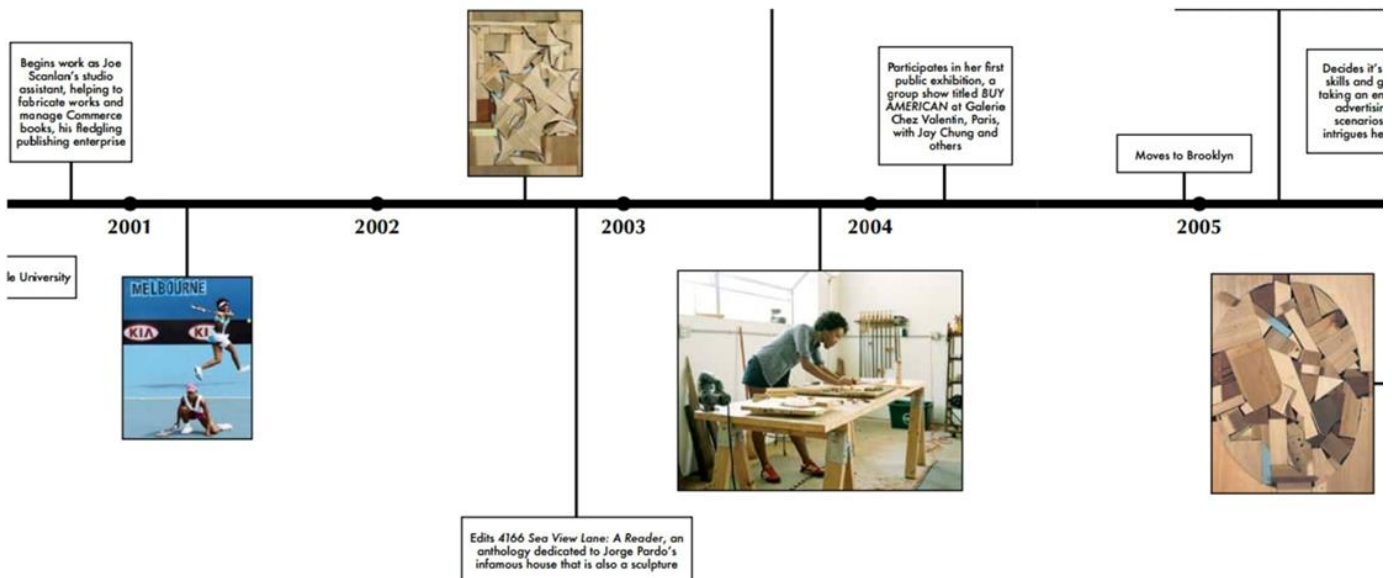 Begins work as Joe
Scanlan's studio
assistant, helping to
fabricate works and
manage Commerce
books, his fledgling
publishing enterprise
Participates in her first
public exhibition, a
group show titled BUY
AMERICAN at Galerie
Chez Valentin, Paris,
with Jay Chung and
others
Moves to Brooklyn
Decides it's
skills and g
taking an en
advertisin
scenarios
intrigues he
2001
2002
2003
2004
2005
le University
MELBOURNE
KIA
KI
Edits 4166 Sea View Lane: A Reader, an
anthology dedicated to Jorge Pardo's
infamous house that is also a sculpture